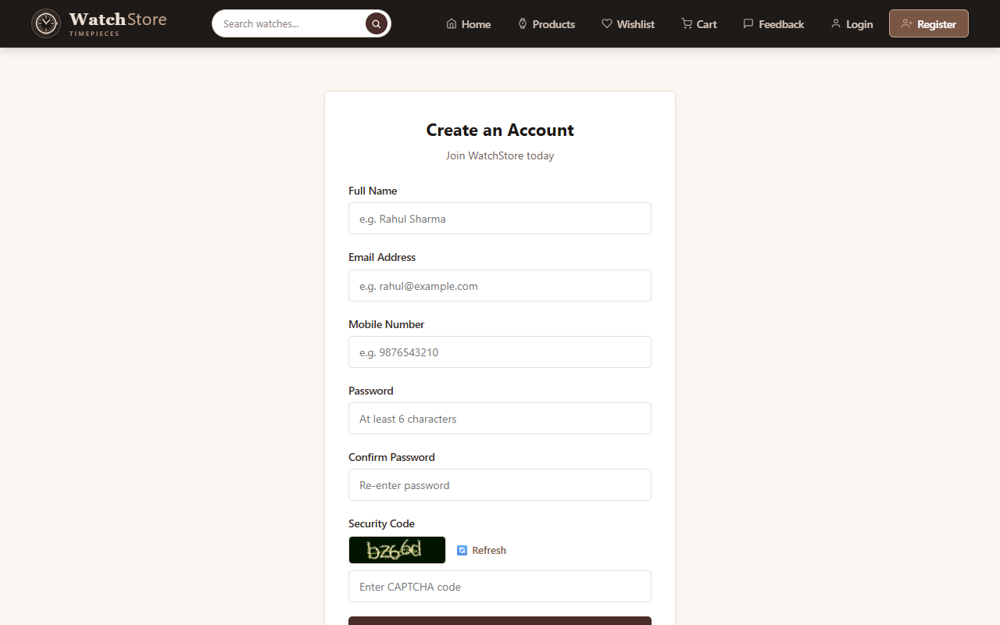 WatchStore
TIMEPIECES
Search watches...
Home
Products
Wishlist
Cart
Feedback
Login
Register
Create an Account
Join WatchStore today
Full Name
e.g. Rahul Sharma
Email Address
e.g. rahul@example.com
Mobile Number
e.g. 9876543210
Password
At least 6 characters
Confirm Password
Re-enter password
Security Code
bz66d
Refresh
Enter CAPTCHA code